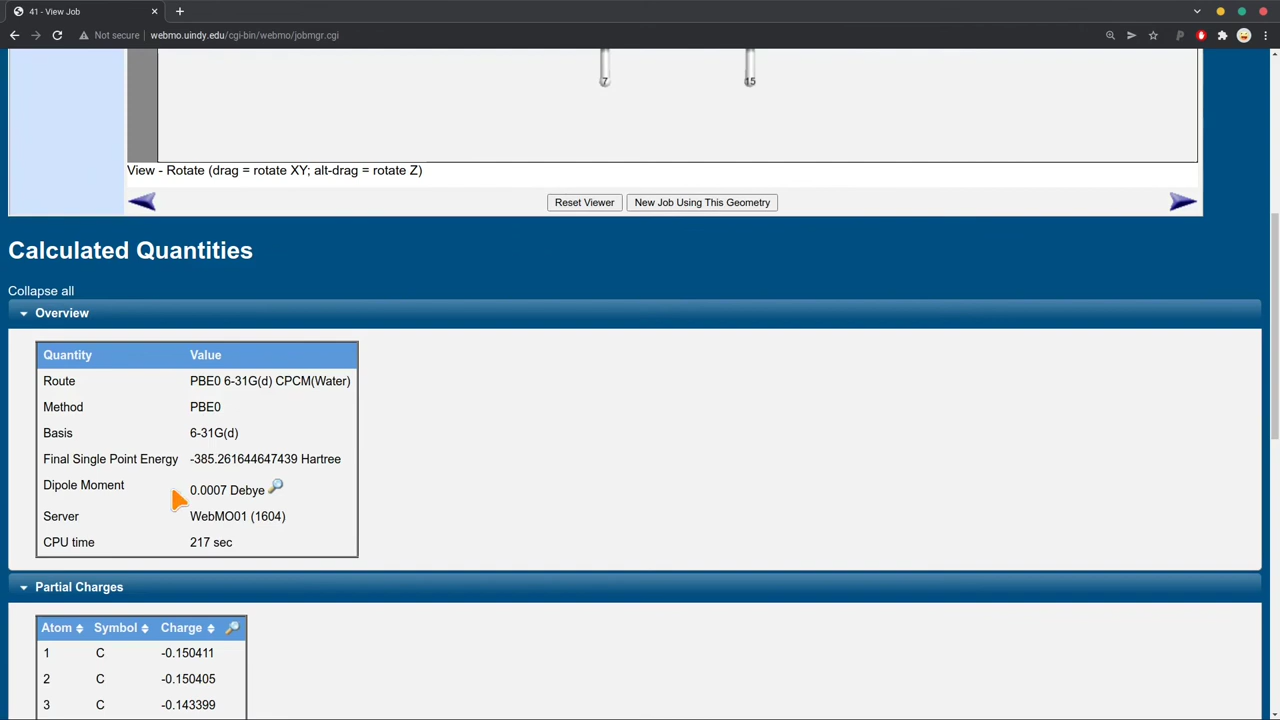 41 - View Job
Not secure webmo.uindy.edu/cgi-bin/webmo/jobmgr.cgi
7 15
View - Rotate (drag = rotate XY; alt-drag = rotate Z)
Reset Viewer New Job Using This Geometry
Calculated Quantities
Collapse all
Overview
Quantity Value
Route PBE0 6-31G(d) CPCM(Water)
Method PBE0
Basis 6-31G(d)
Final Single Point Energy -385.261644647439 Hartree
Dipole Moment 0.0007 Debye
Server WebMO01 (1604)
CPU time 217 sec
Partial Charges
Atom Symbol Charge
1 C -0.150411
2 C -0.150405
3 C -0.143399